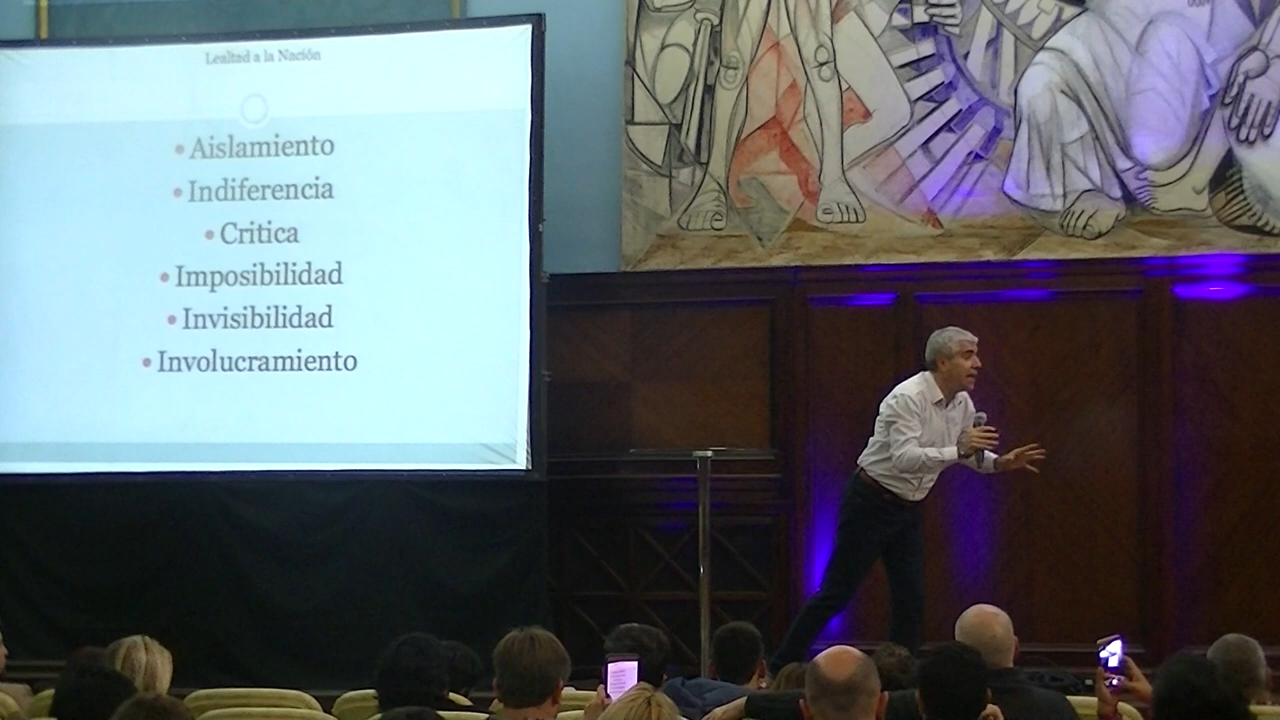 Lealtad a la Nación
• Aislamiento
• Indiferencia
• Critica
• Imposibilidad
• Invisibilidad
• Involucramiento